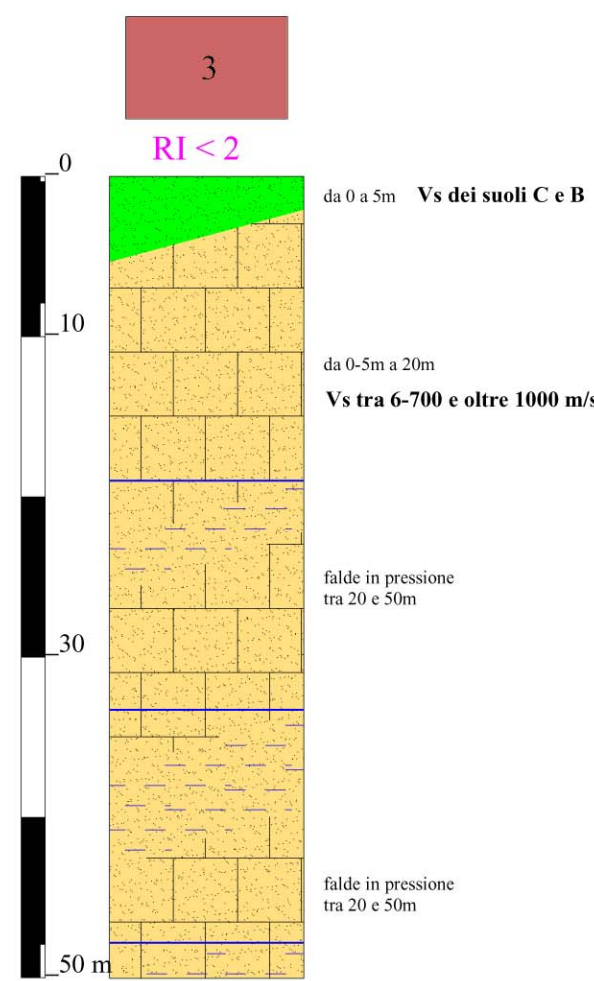 3
RI < 2
0
da 0 a 5m Vs dei suoli C e B
10
da 0-5m a 20m
Vs tra 6-700 e oltre 1000 m/s
falde in pressione
tra 20 e 50m
30
falde in pressione
tra 20 e 50m
50 m